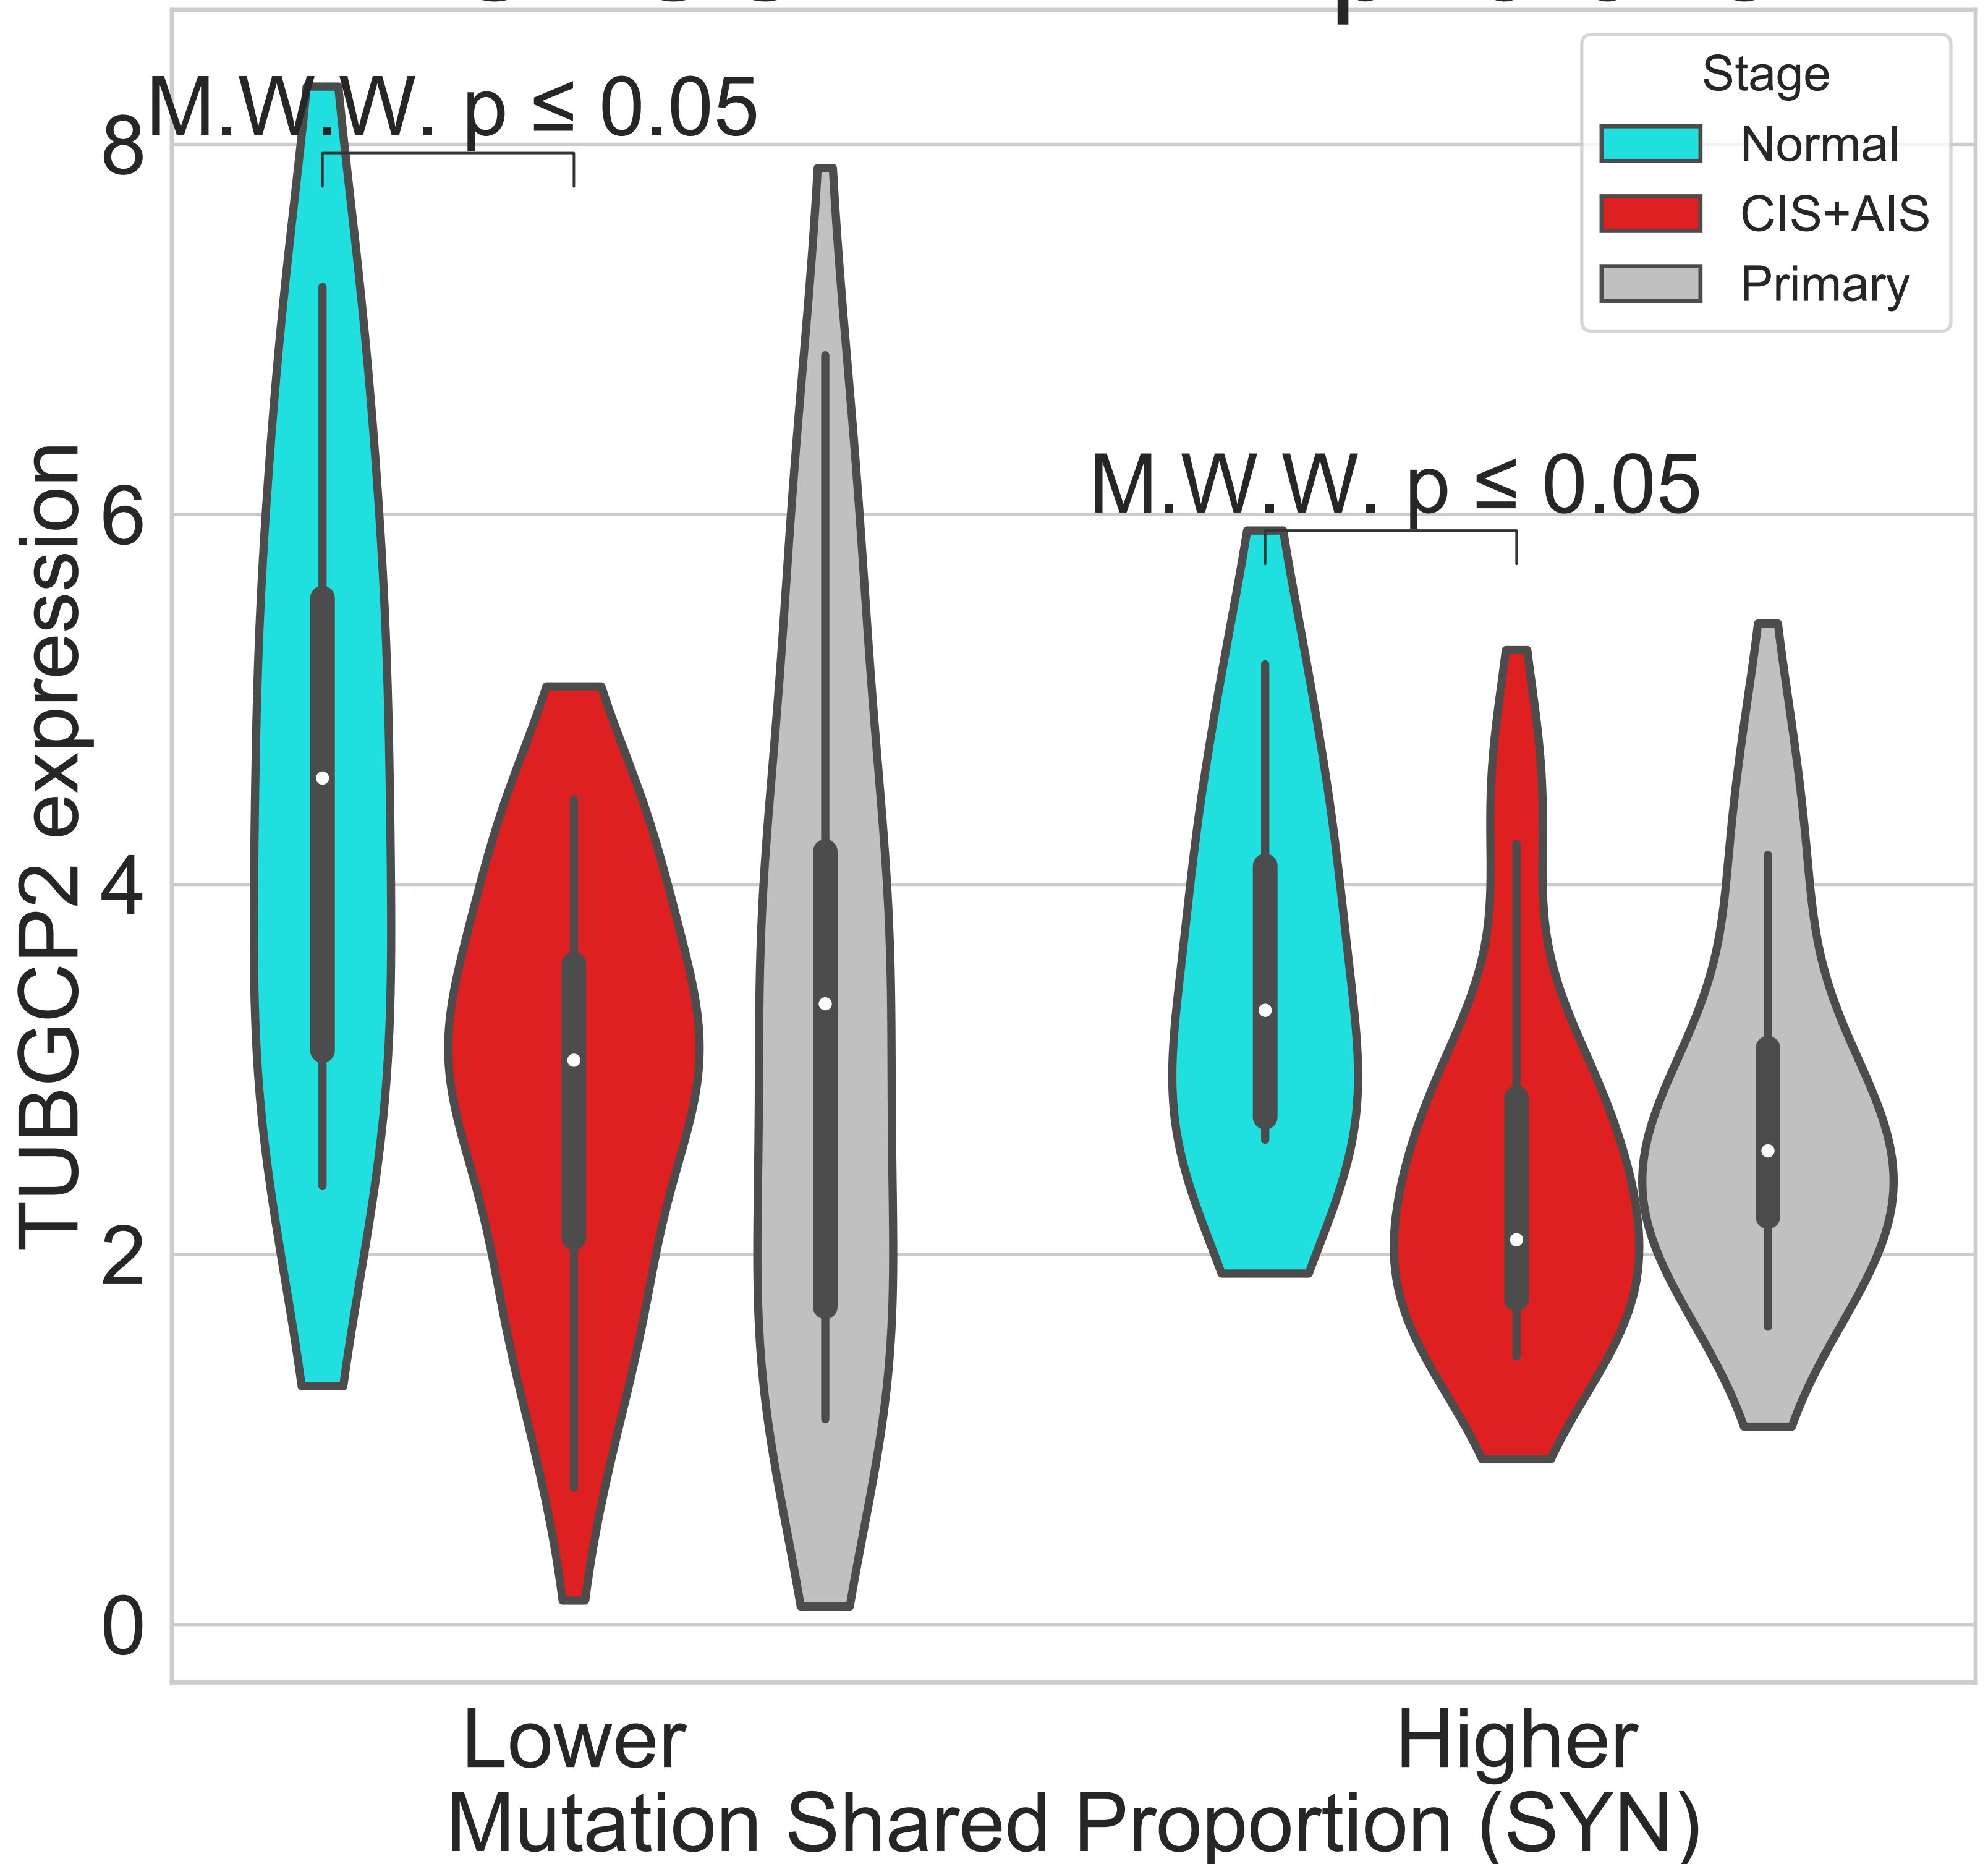 M.W.W. p ≤ 0.05
M.W.W. p ≤ 0.05
Stage
Normal
CIS+AIS
Primary
TUBGCP2 expression
8
6
4
2
0
Lower
Higher
Mutation Shared Proportion (SYN)